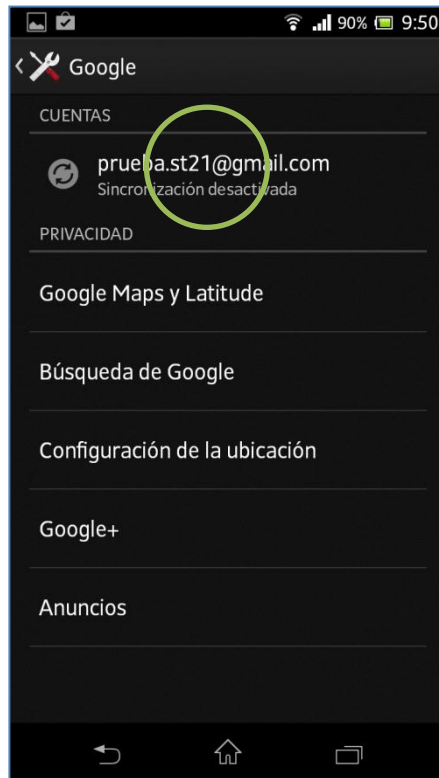 90% 9:50
Google
CUENTAS
prueba.st21@gmail.com
Sincronización desactivada
PRIVACIDAD
Google Maps y Latitude
Búsqueda de Google
Configuración de la ubicación
Google+
Anuncios